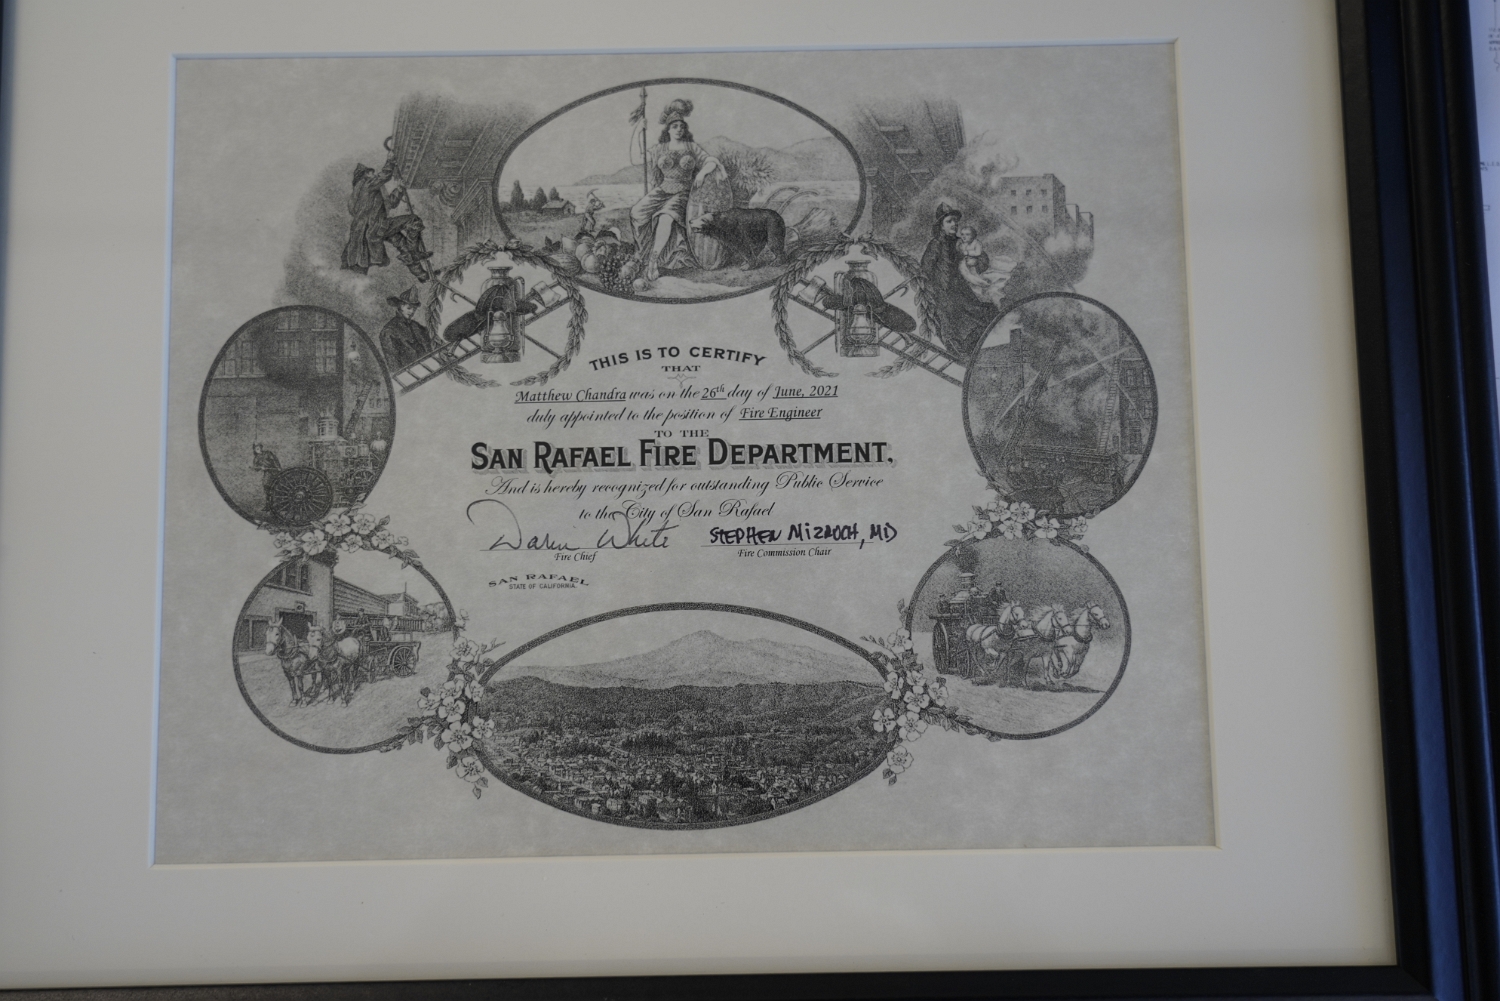 THIS IS TO CERTIFY
THAT
Matthew Chandra was on the 26th day of June, 2021
duly appointed to the position of Fire Engineer
TO THE
SAN RAFAEL FIRE DEPARTMENT.
And is hereby recognized for outstanding Public Service
to the City of San Rafael
Darin White STEPHEN MIZROCH, MD
Fire Chief Fire Commission Chair
SAN RAFAEL
STATE OF CALIFORNIA